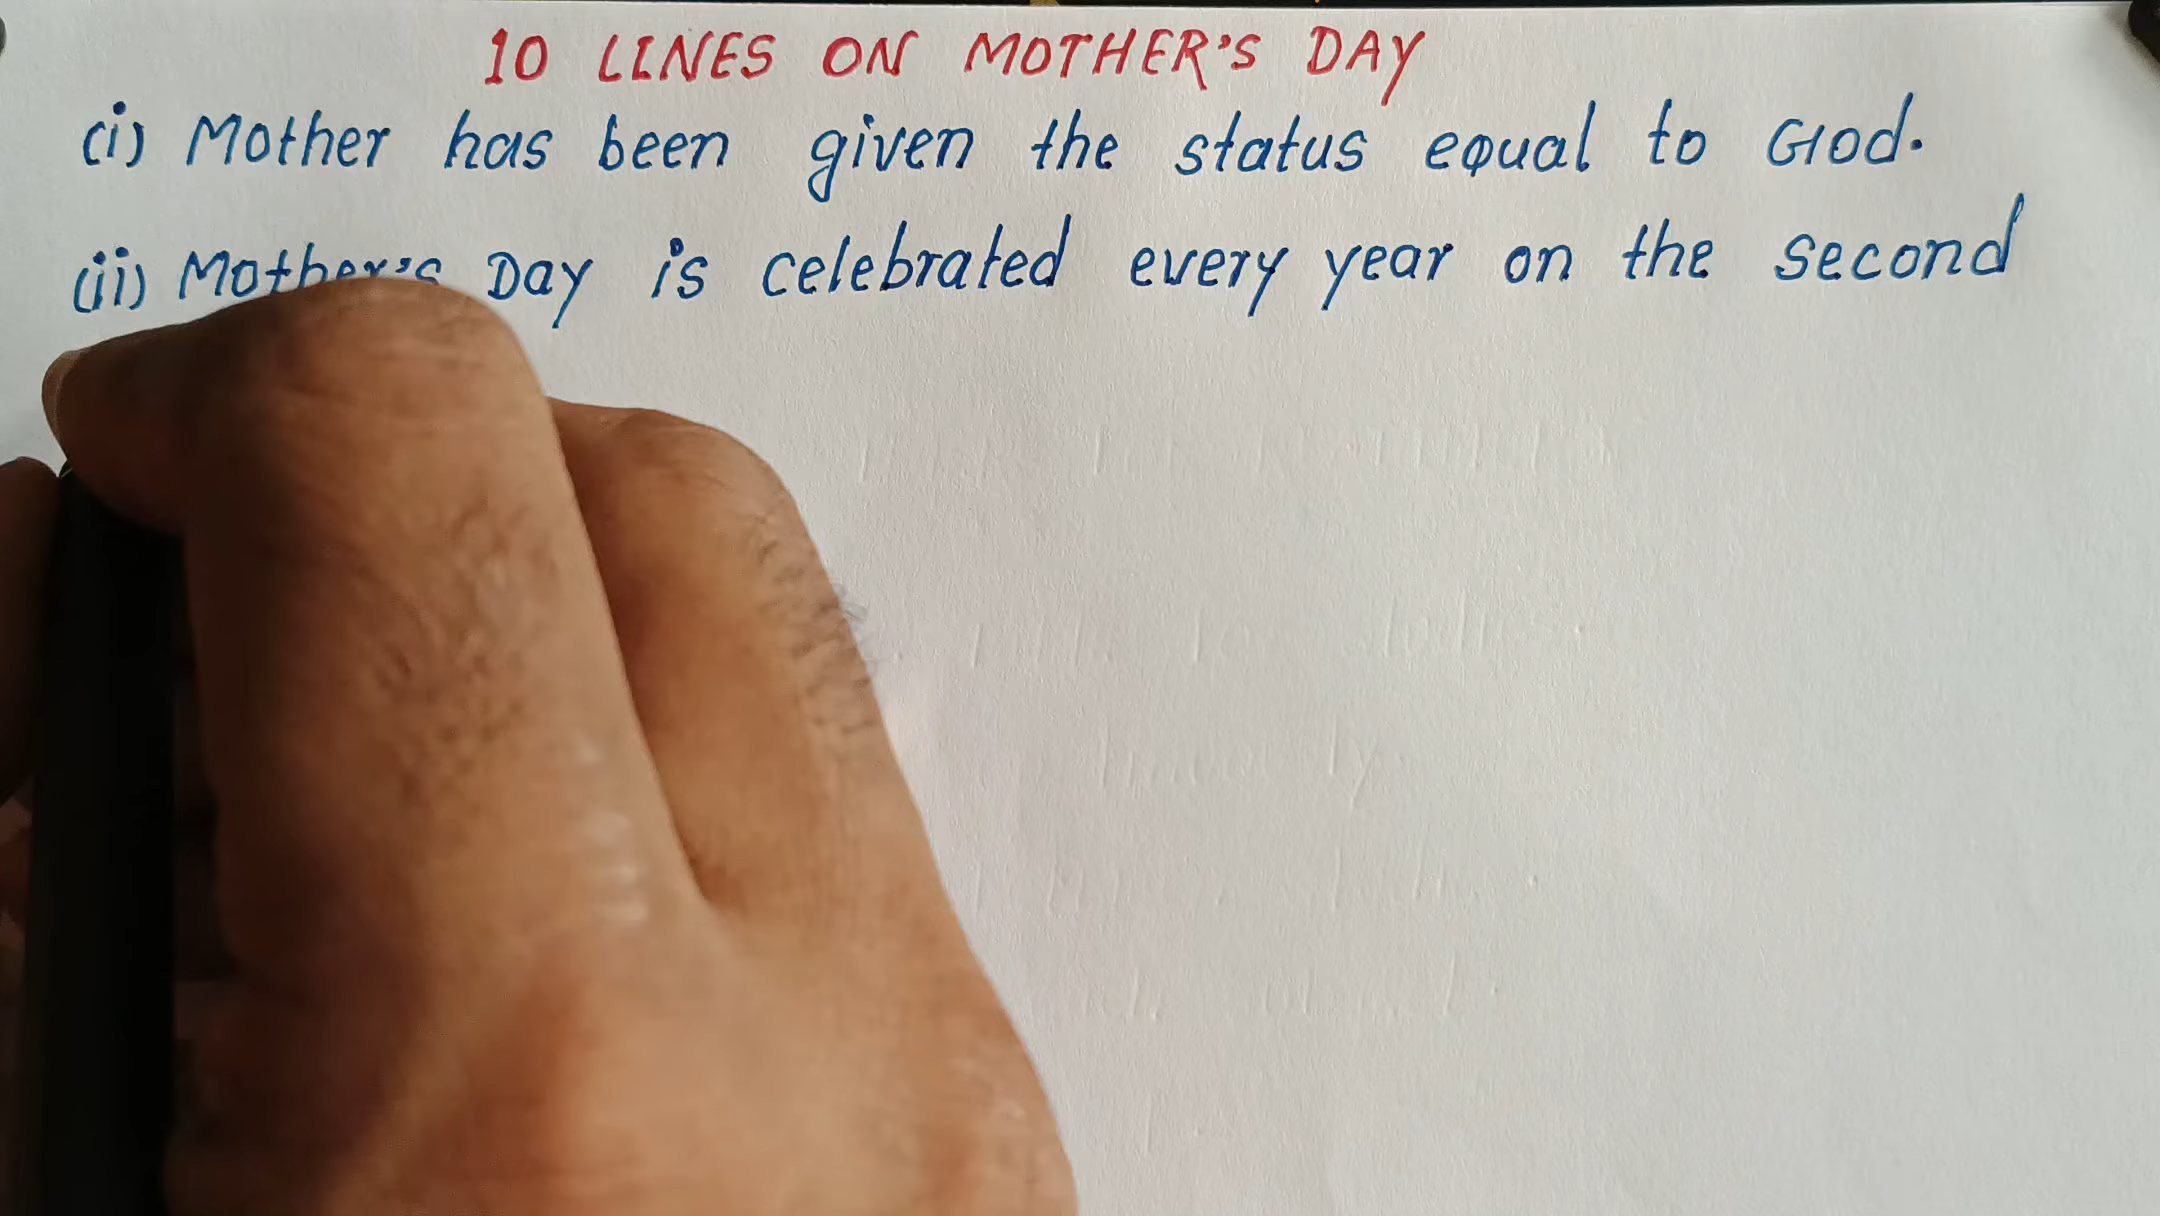 10 LINES ON MOTHER'S DAY
(i) Mother has been given the status equal to God.
(ii) Mother's Day is celebrated every year on the second